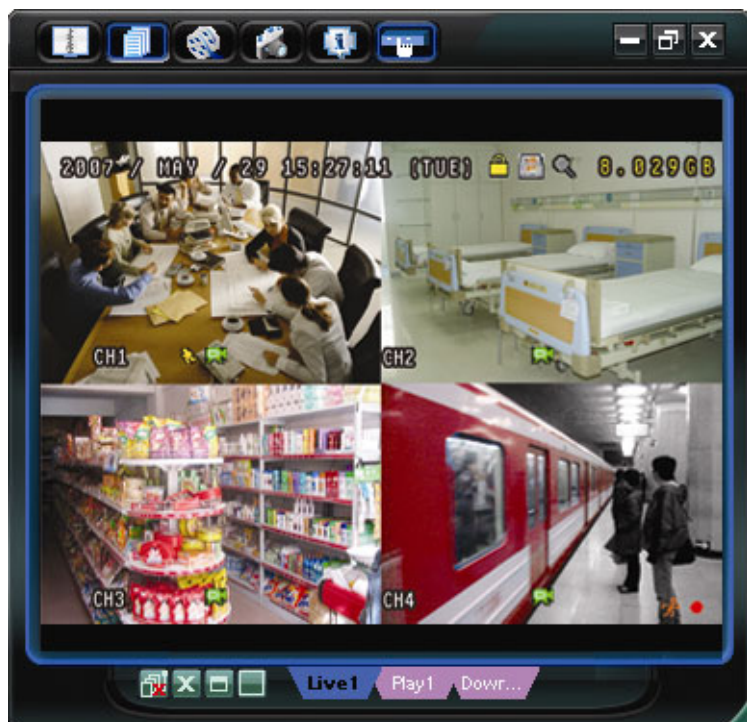 2007 / MAY / 29 15:27:11 (TUE) 8.029GB
CH1
CH2
CH3
CH4
Live1 Play1 Dowr...